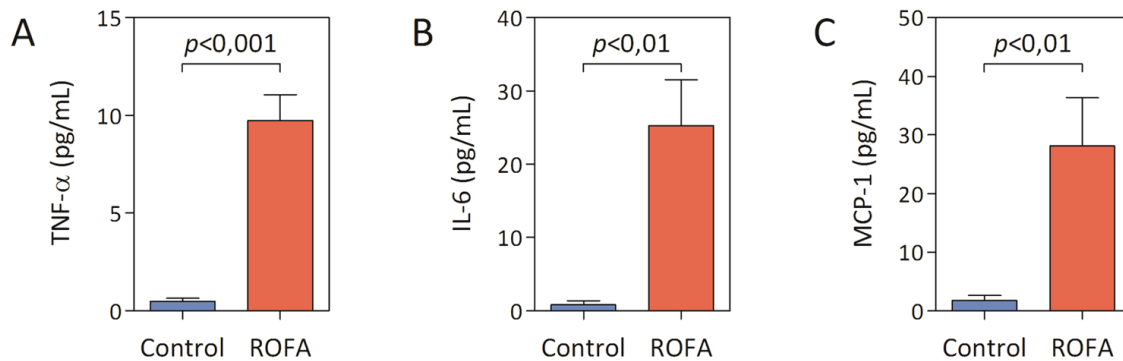 A
TNF-α (pg/mL)
15
10
5
0
p<0,001
Control ROFA
B
IL-6 (pg/mL)
40
30
20
10
0
p<0,01
Control ROFA
C
MCP-1 (pg/mL)
50
40
30
20
10
0
p<0,01
Control ROFA